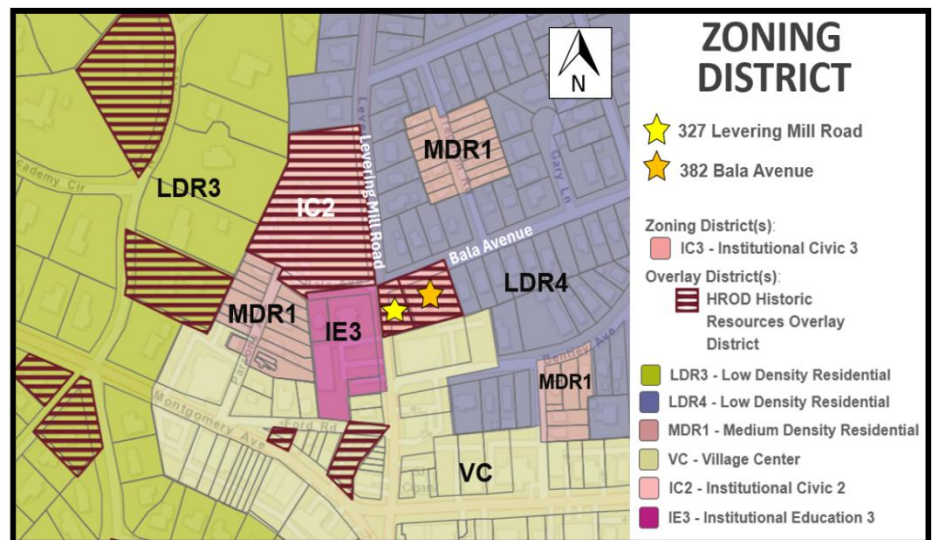 ZONING
DISTRICT
327 Levering Mill Road
382 Bala Avenue
Zoning District(s):
IC3 - Institutional Civic 3
Overlay District(s):
HROD Historic
Resources Overlay
District
LDR3 - Low Density Residential
LDR4 - Low Density Residential
MDR1 - Medium Density Residential
VC - Village Center
IC2 - Institutional Civic 2
IE3 - Institutional Education 3
N
MDR1
Levering Mill Road
Gary Ln
LDR3
IC2
Bala Avenue
LDR4
MDR1
IE3
MDR1
Montgomery Ave
Ford Rd
VC